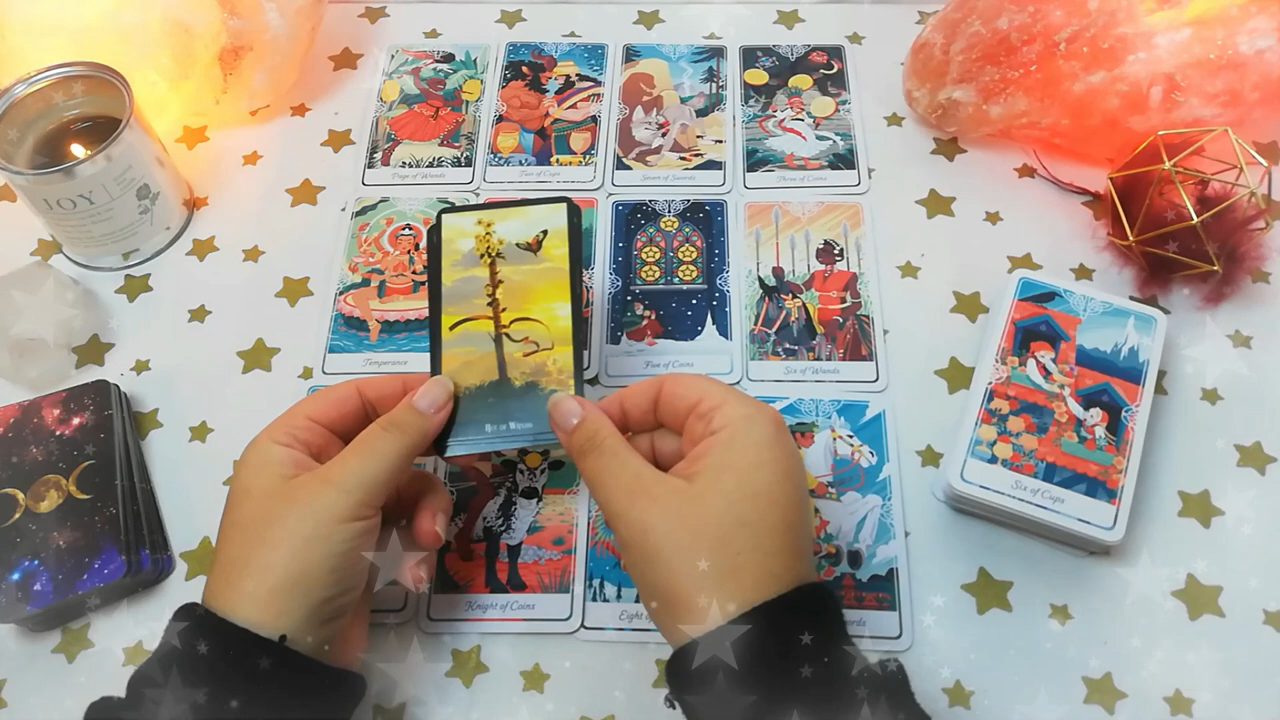 Page of Wands
Two of Cups
Seven of Swords
Three of Coins
JOY
Temperance
Five of Coins
Six of Wands
Ace of Wands
Six of Cups
Knight of Coins
Eight